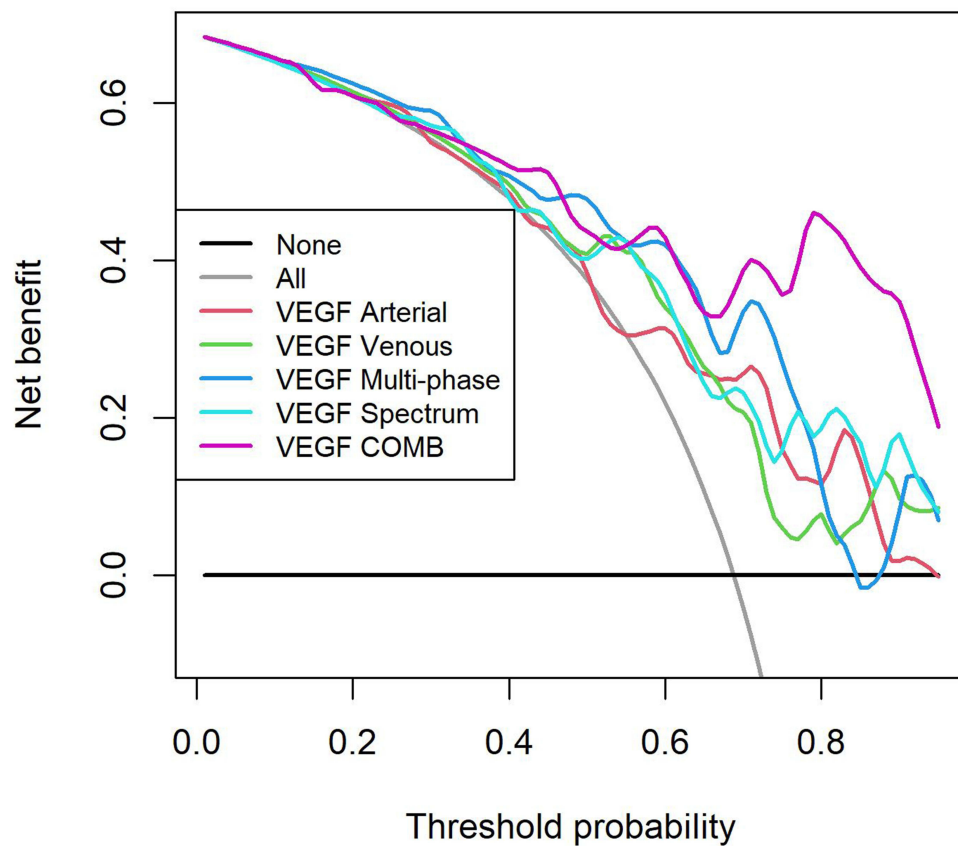 Net benefit
0.6
0.4
0.2
0.0
None
All
VEGF Arterial
VEGF Venous
VEGF Multi-phase
VEGF Spectrum
VEGF COMB
0.0 0.2 0.4 0.6 0.8
Threshold probability